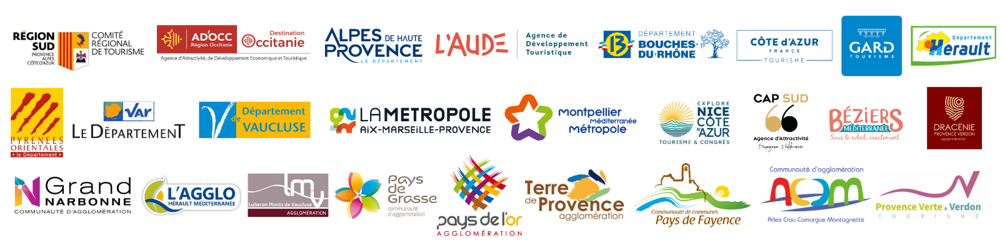 RÉGION
SUD
PROVENCE
ALPES
CÔTE D'AZUR
COMITÉ
RÉGIONAL
DE TOURISME
AD'OCC
Région Occitanie
Destination
Occitanie
Agence d'Attractivité, de Développement Economique et Touristique
ALPES DE HAUTE
PROVENCE
LE DÉPARTEMENT
L'AUDE
Agence de
Développement
Touristique
DÉPARTEMENT
BOUCHES
DU RHÔNE
CÔTE d'AZUR
FRANCE
TOURISME
GARD
TOURISME
Departement
Hérault
PYRENEES
ORIENTALES
le Département
VAR
LE DÉPARTEMENT
Département
de VAUCLUSE
LA METROPOLE
AIX-MARSEILLE-PROVENCE
montpellier
méditerranée
métropole
EXPLORE
NICE
CÔTE
D'AZUR
TOURISME & CONGRÈS
CAP SUD
Agence d'Attractivité
Perpignan Méditerranée
BÉZIERS
MÉDITERRANÉE
Sous le soleil, exactement
DRACÉNIE
PROVENCE VERDON
agglomération
Grand
NARBONNE
COMMUNAUTÉ D'AGGLOMÉRATION
L'AGGLO
HÉRAULT MÉDITERRANÉE
lmv
Luberon Monts de Vaucluse
AGGLOMÉRATION
Pays
de
Grasse
communauté
d'agglomération
pays de l'or
AGGLOMÉRATION
Terre
de Provence
agglomération
Communauté de communes
Pays de Fayence
Communauté d'agglomération
ACCM
Arles Crau Camargue Montagnette
Provence Verte & Verdon
TOURISME